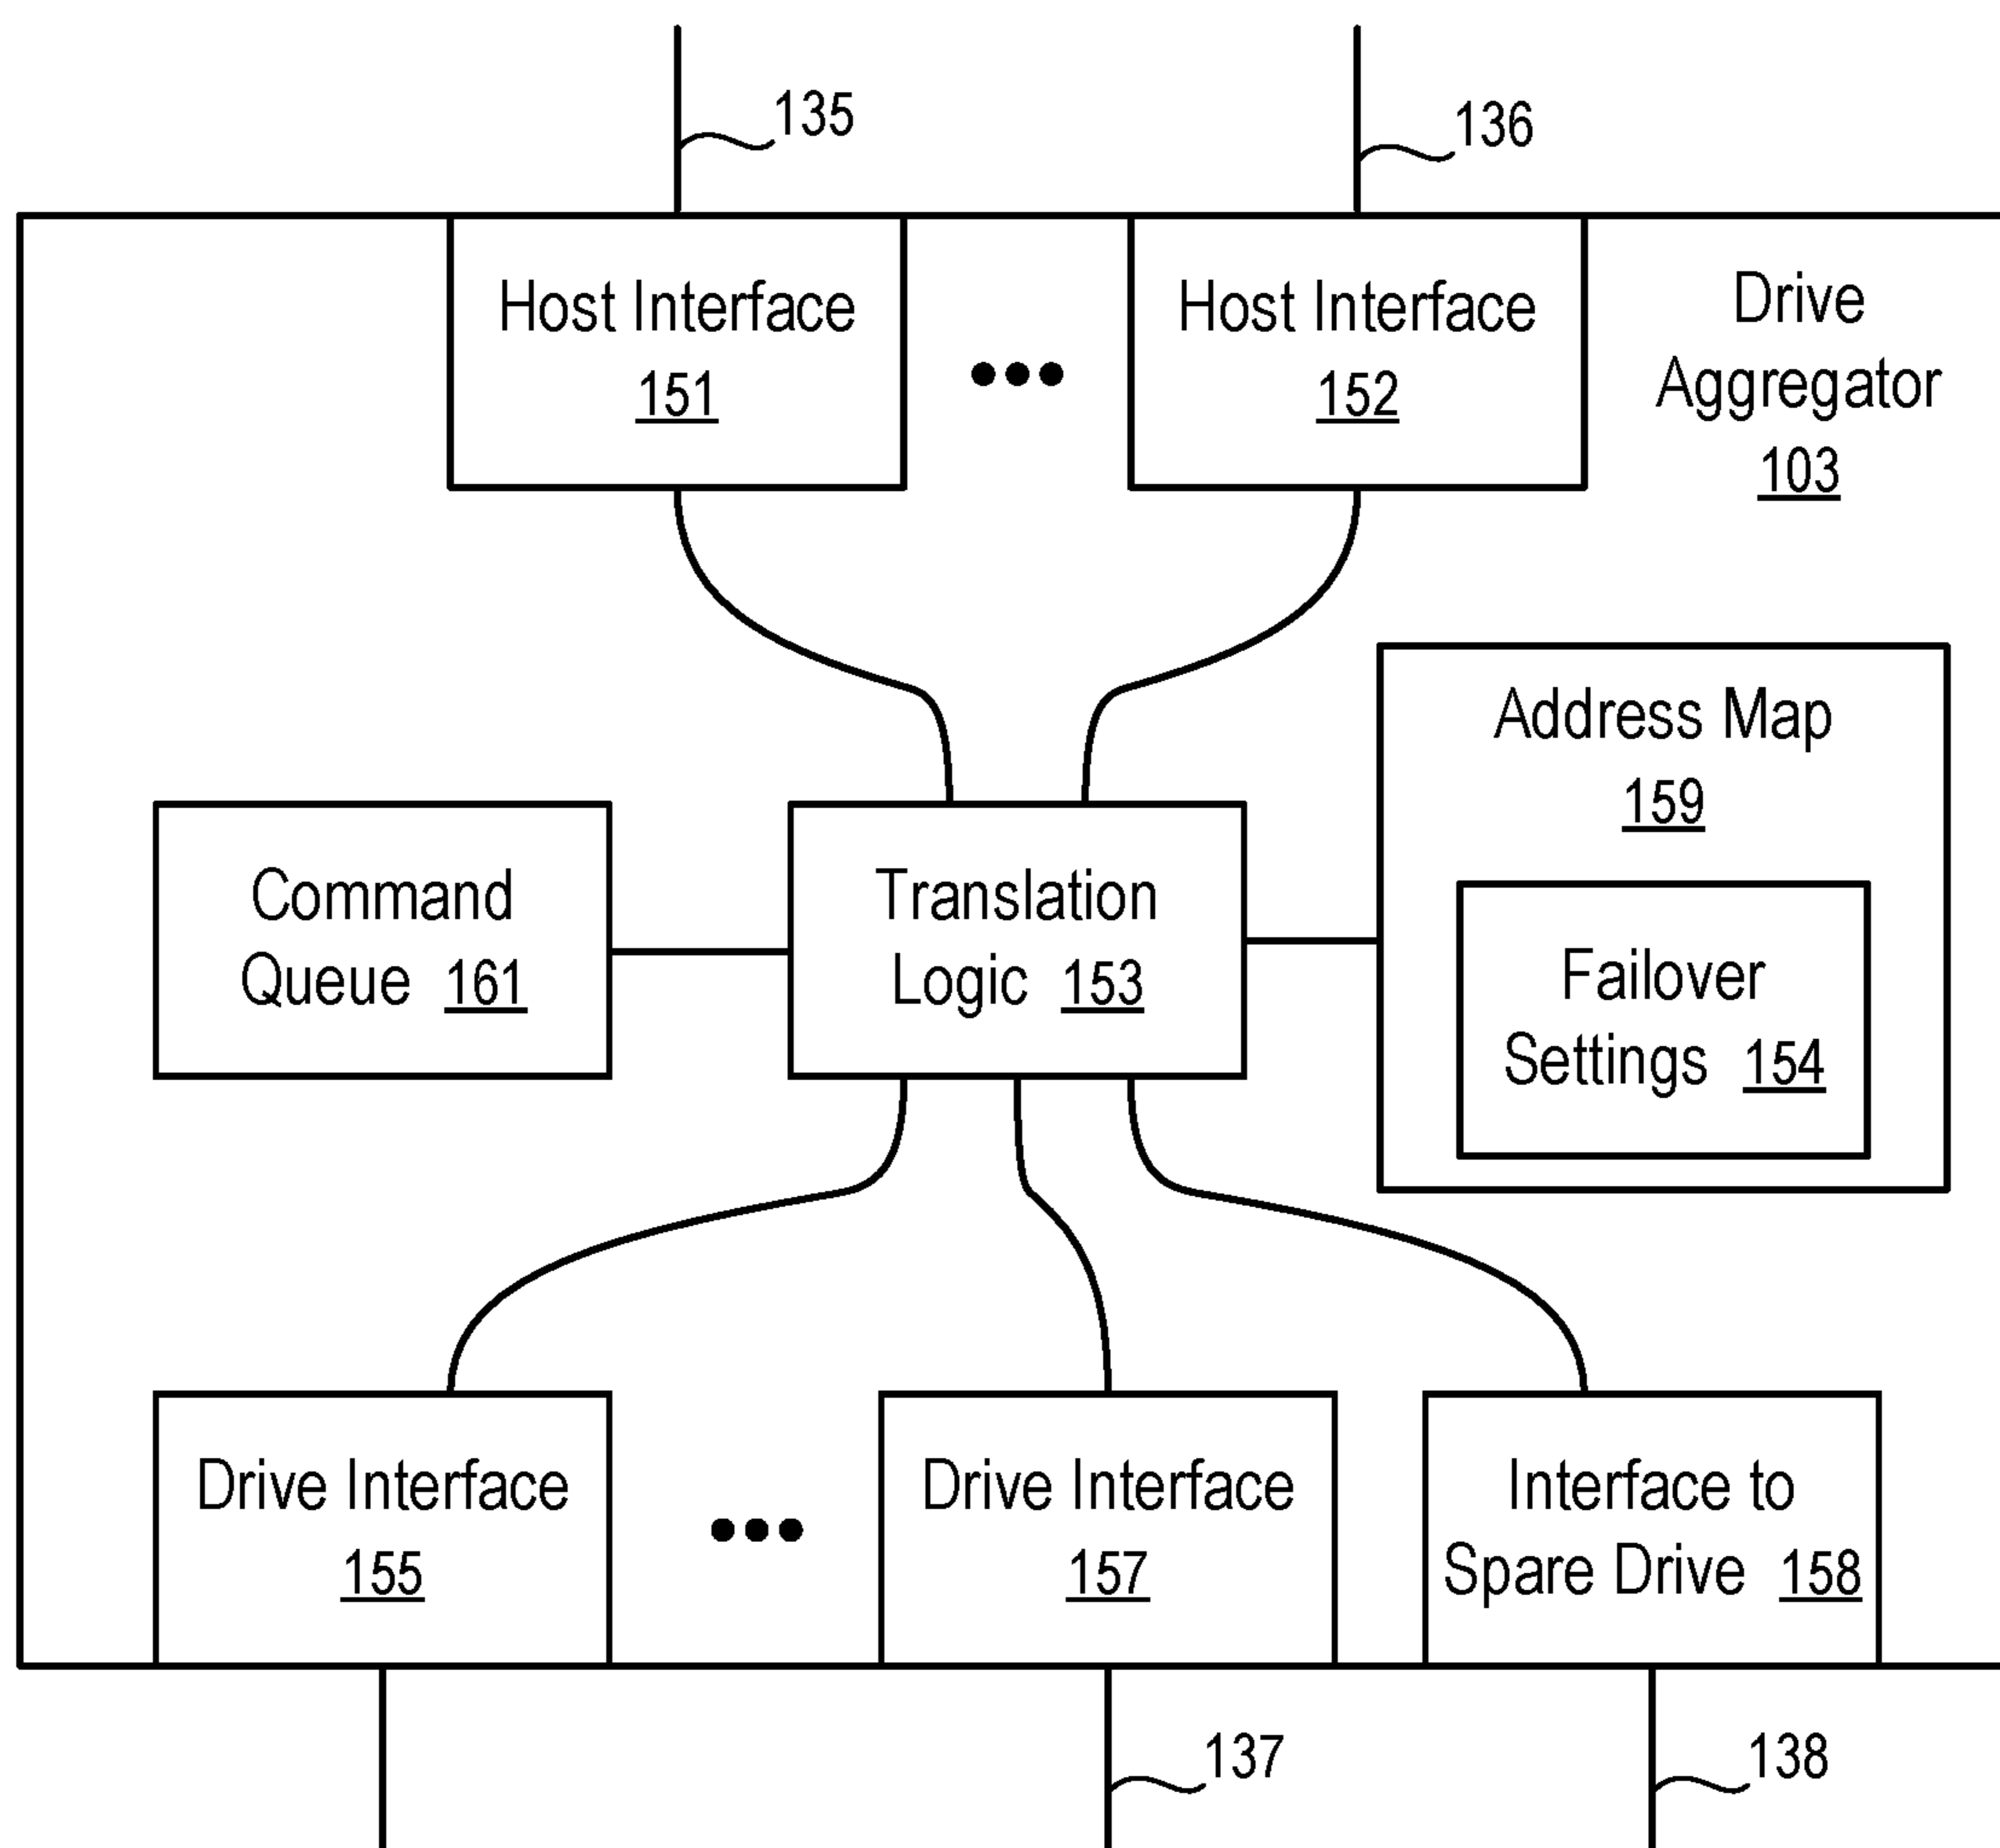 135
136
Host Interface
151
Host Interface
152
Drive
Aggregator
103
Address Map
159
Command
Queue 161
Translation
Logic 153
Failover
Settings 154
Drive Interface
155
Drive Interface
157
Interface to
Spare Drive 158
137
138